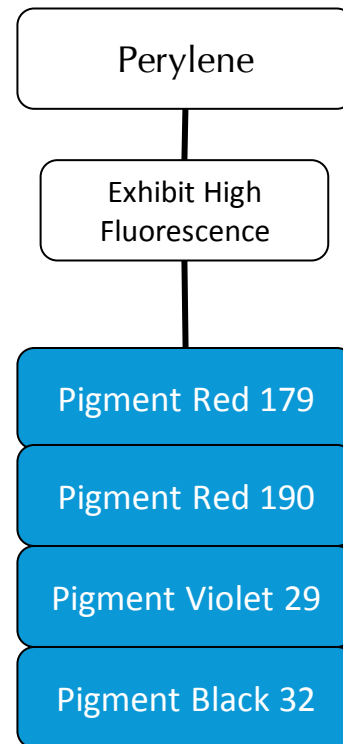 Perylene
Exhibit High
Fluorescence
Pigment Red 179
Pigment Red 190
Pigment Violet 29
Pigment Black 32